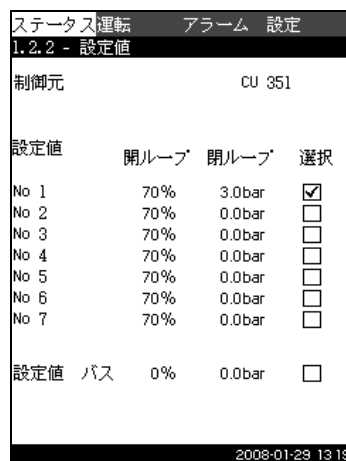 ステータス 運転 アラーム 設定
1.2.2 - 設定値
制御元 CU 351
設定値 開ループ 閉ループ 選択
No 1 70% 3.0bar
No 2 70% 0.0bar
No 3 70% 0.0bar
No 4 70% 0.0bar
No 5 70% 0.0bar
No 6 70% 0.0bar
No 7 70% 0.0bar
設定値 バス 0% 0.0bar
2008-01-29 13:19